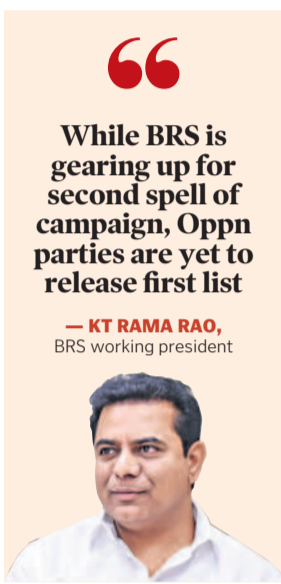 While BRS is
gearing up for
second spell of
campaign, Oppn
parties are yet to
release first list
— KT RAMA RAO,
BRS working president